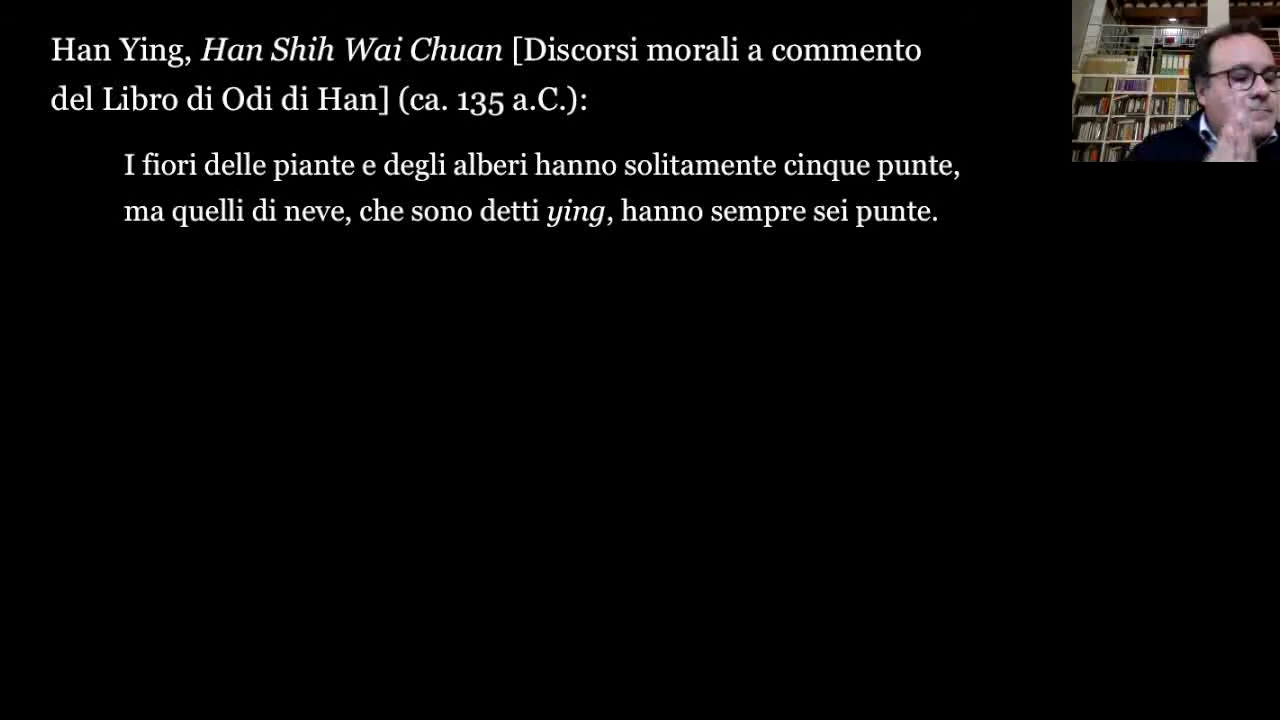 Han Ying, Han Shih Wai Chuan [Discorsi morali a commento
del Libro di Odi di Han] (ca. 135 a.C.):
I fiori delle piante e degli alberi hanno solitamente cinque punte,
ma quelli di neve, che sono detti ying, hanno sempre sei punte.